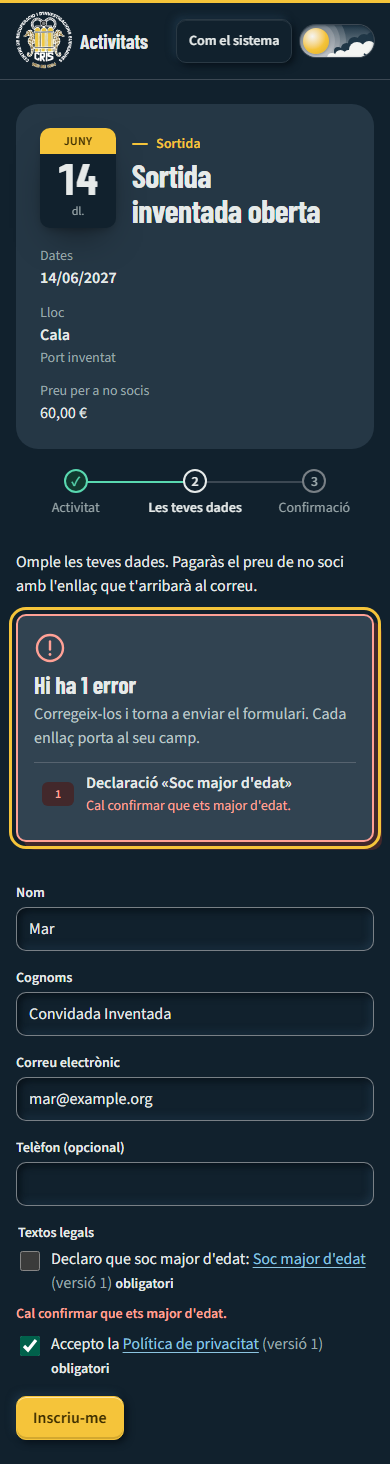 CRIS
Activitats
Com el sistema
JUNY
14
dl.
Sortida
Sortida
inventada oberta
Dates
14/06/2027
Lloc
Cala
Port inventat
Preu per a no socis
60,00 €
✓
2
3
Activitat
Les teves dades
Confirmació
Omple les teves dades. Pagaràs el preu de no soci
amb l'enllaç que t'arribarà al correu.
Hi ha 1 error
Corregeix-los i torna a enviar el formulari. Cada
enllaç porta al seu camp.
1
Declaració «Soc major d'edat»
Cal confirmar que ets major d'edat.
Nom
Mar
Cognoms
Convidada Inventada
Correu electrònic
mar@example.org
Telèfon (opcional)
Textos legals
Declaro que soc major d'edat: Soc major d'edat
(versió 1) obligatori
Cal confirmar que ets major d'edat.
Accepto la Política de privacitat (versió 1)
obligatori
Inscriu-me